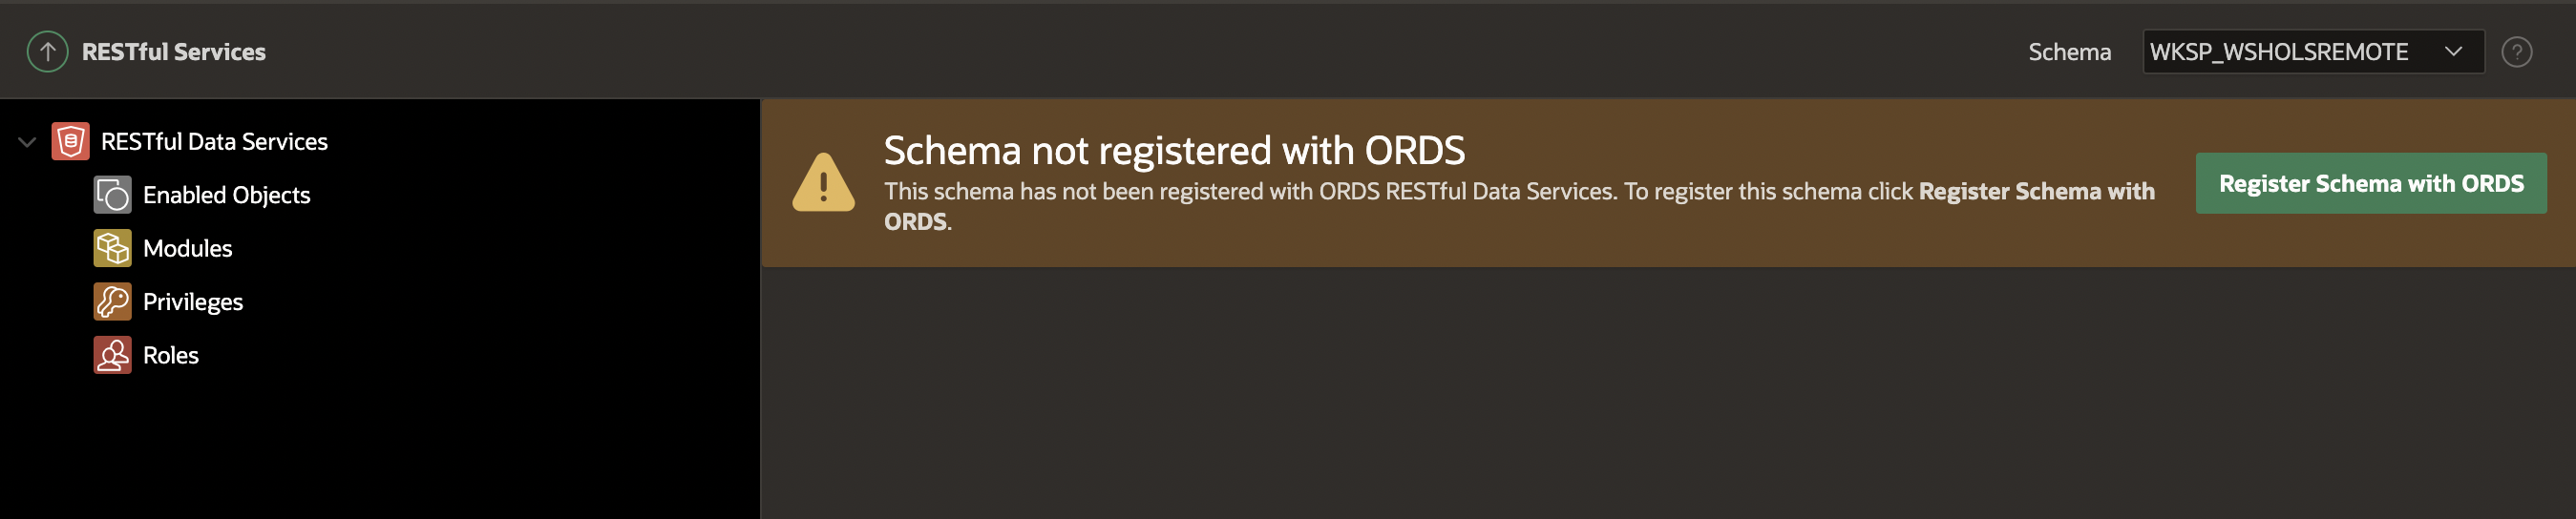 RESTful Services
Schema
WKSP_WSHOLSREMOTE
?
RESTful Data Services
Enabled Objects
Modules
Privileges
Roles
Schema not registered with ORDS
This schema has not been registered with ORDS RESTful Data Services. To register this schema click Register Schema with
ORDS.
Register Schema with ORDS